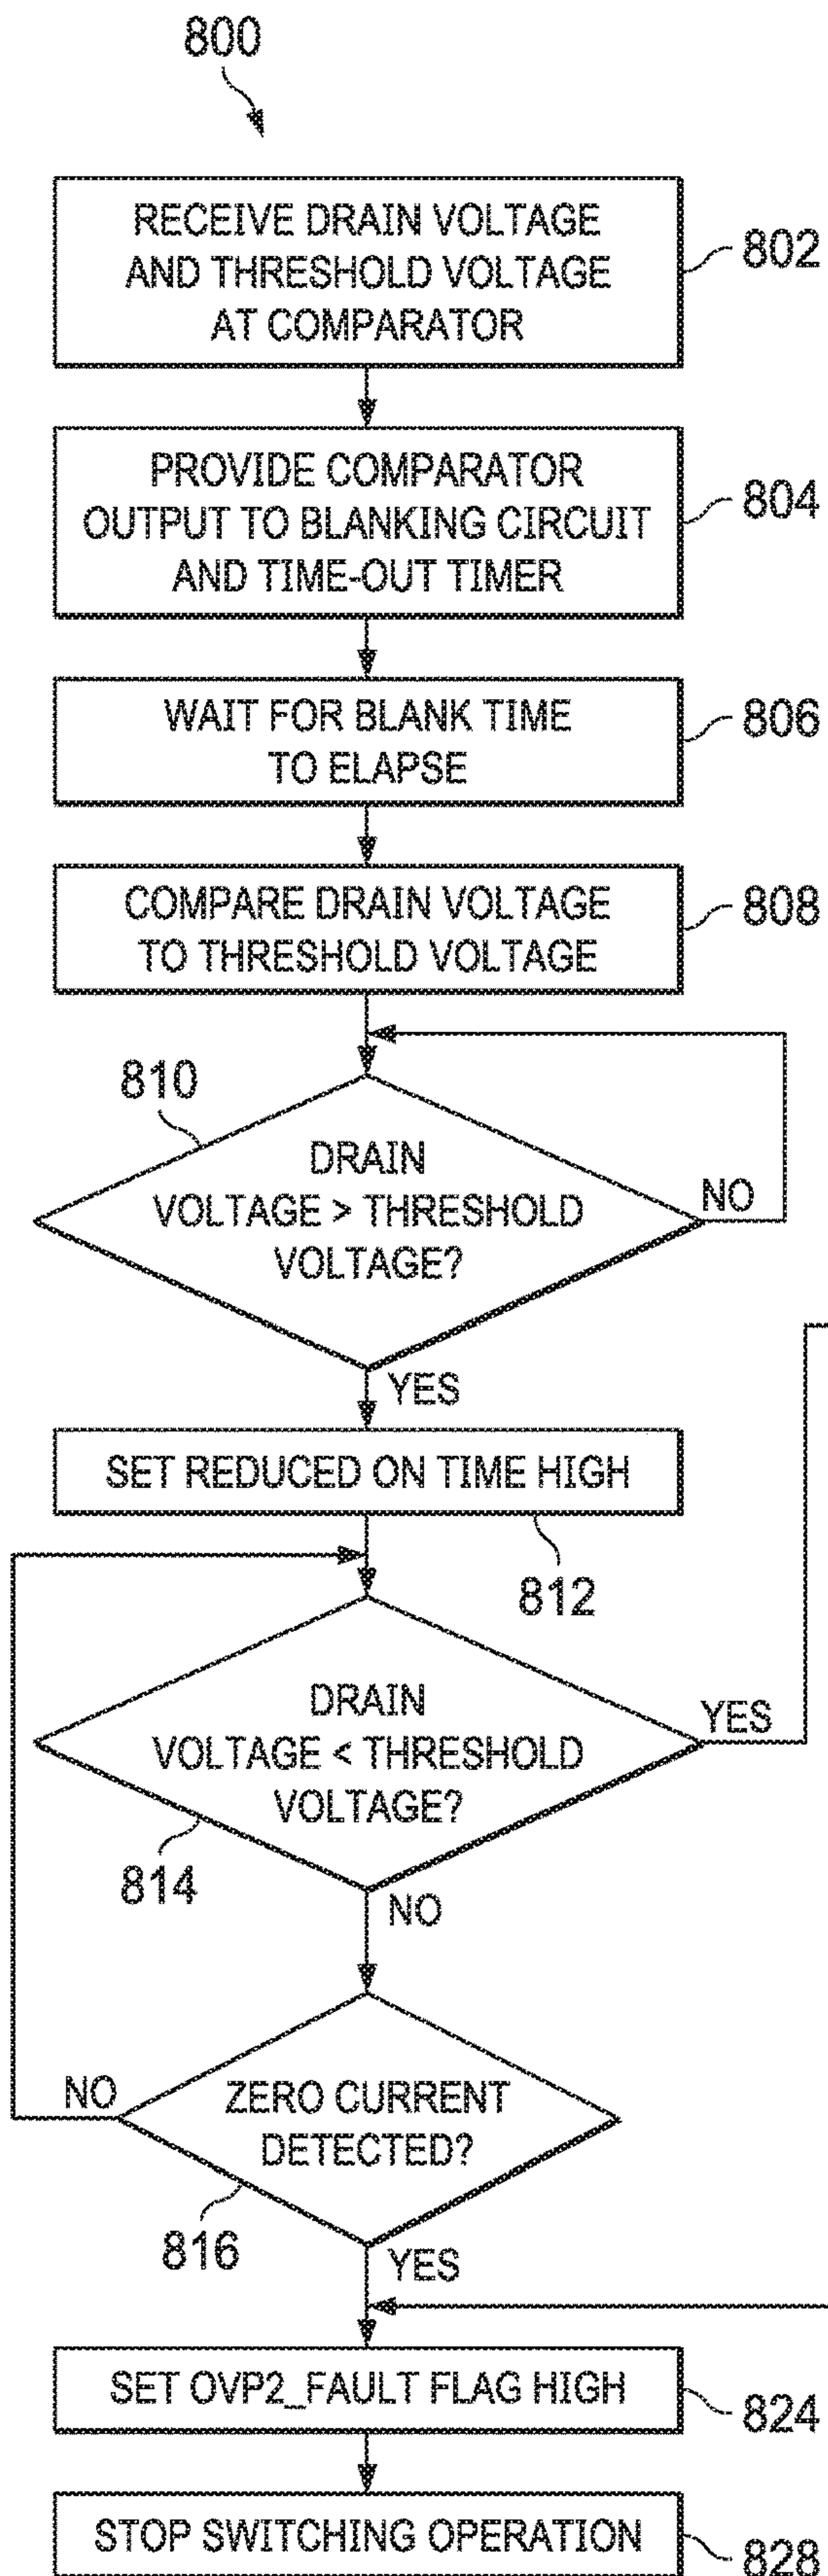 800
RECEIVE DRAIN VOLTAGE
AND THRESHOLD VOLTAGE
AT COMPARATOR
802
PROVIDE COMPARATOR
OUTPUT TO BLANKING CIRCUIT
AND TIME-OUT TIMER
804
WAIT FOR BLANK TIME
TO ELAPSE
806
COMPARE DRAIN VOLTAGE
TO THRESHOLD VOLTAGE
808
810
DRAIN
VOLTAGE > THRESHOLD
VOLTAGE?
NO
YES
SET REDUCED ON TIME HIGH
812
DRAIN
VOLTAGE < THRESHOLD
VOLTAGE?
YES
814
NO
ZERO CURRENT
DETECTED?
NO
816
YES
SET OVP2_FAULT FLAG HIGH
824
STOP SWITCHING OPERATION
828